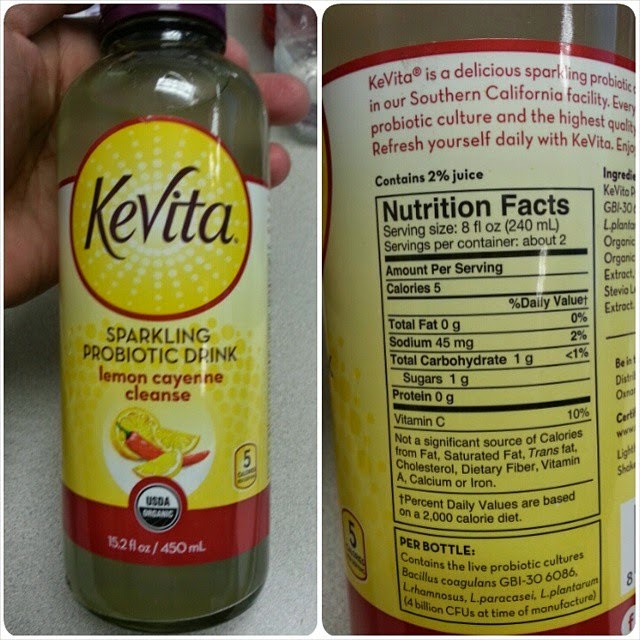 KeVita
SPARKLING
PROBIOTIC DRINK
lemon cayenne
cleanse
5
CALORIES
USDA
ORGANIC
15.2 fl oz / 450 mL
KeVita® is a delicious sparkling probiotic
in our Southern California facility. Every
probiotic culture and the highest
Refresh yourself daily with KeVita.
Contains 2% juice
Nutrition Facts
Serving size: 8 fl oz (240 mL)
Servings per container: about 2
Amount Per Serving
Calories 5
%Daily Value†
Total Fat 0 g 0%
Sodium 45 mg 2%
Total Carbohydrate 1 g <1%
Sugars 1 g
Protein 0 g
Vitamin C 10%
Not a significant source of Calories
from Fat, Saturated Fat, Trans fat,
Cholesterol, Dietary Fiber, Vitamin
A, Calcium or Iron.
†Percent Daily Values are based
on a 2,000 calorie diet.
5
PER BOTTLE:
Contains the live probiotic cultures
Bacillus coagulans GBI-30 6086,
L.rhamnosus, L.paracasei, L.plantarum
(4 billion CFUs at time of manufacture)
KeVita
GBI-30
Organic
Organic
Extract,
Extract
Be in
8